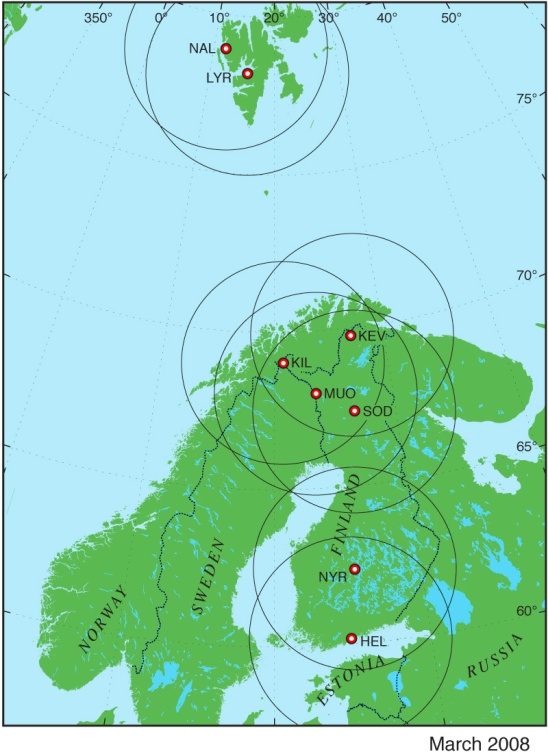 350° 0° 10° 20° 30° 40° 50°
NAL
LYR
75°
70°
KEV
KIL
MUO
SOD
65°
FINLAND
SWEDEN
NYR
NORWAY
60°
HEL
ESTONIA
RUSSIA
March 2008